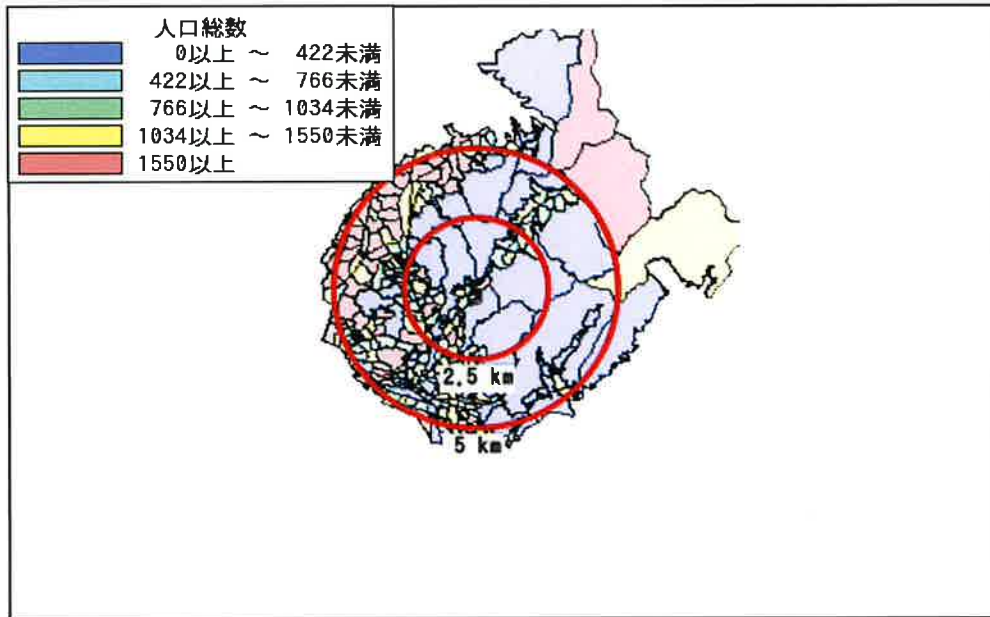 人口総数
0以上 ～ 422未満
422以上 ～ 766未満
766以上 ～ 1034未満
1034以上 ～ 1550未満
1550以上
2.5 km
5 km